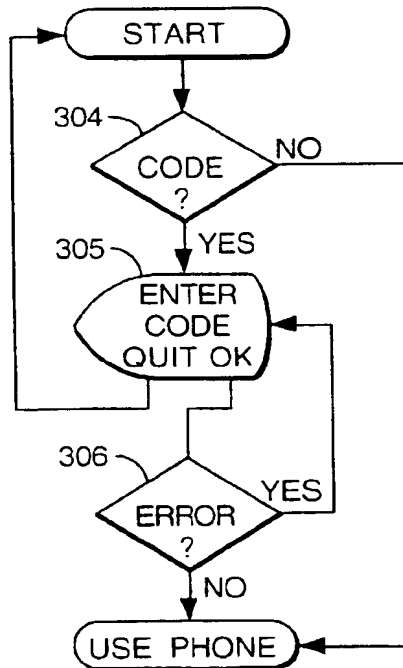 START
304
CODE
?
NO
YES
305
ENTER
CODE
QUIT OK
306
ERROR
?
YES
NO
USE PHONE